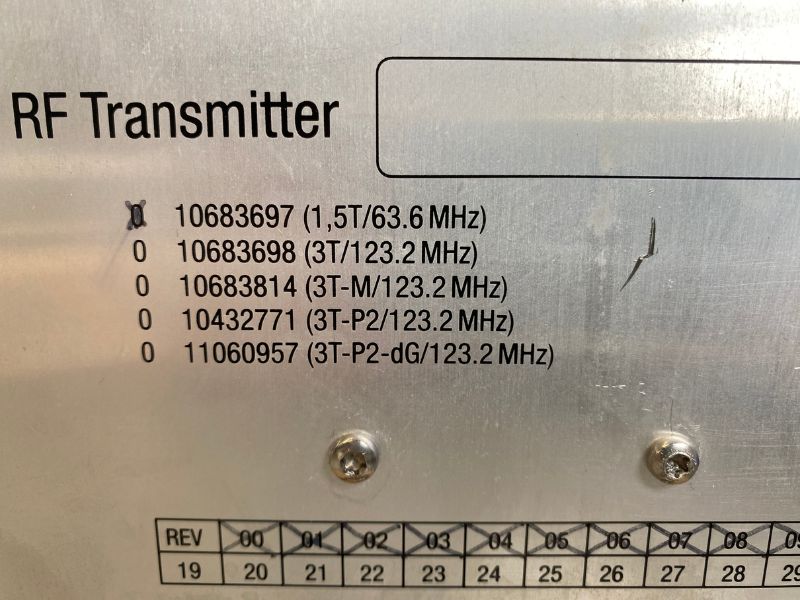 RF Transmitter
0 10683697 (1,5T/63.6 MHz)
0 10683698 (3T/123.2 MHz)
0 10683814 (3T-M/123.2 MHz)
0 10432771 (3T-P2/123.2 MHz)
0 11060957 (3T-P2-dG/123.2 MHz)
REV 00 01 02 03 04 05 06 07 08 09
19 20 21 22 23 24 25 26 27 28 29